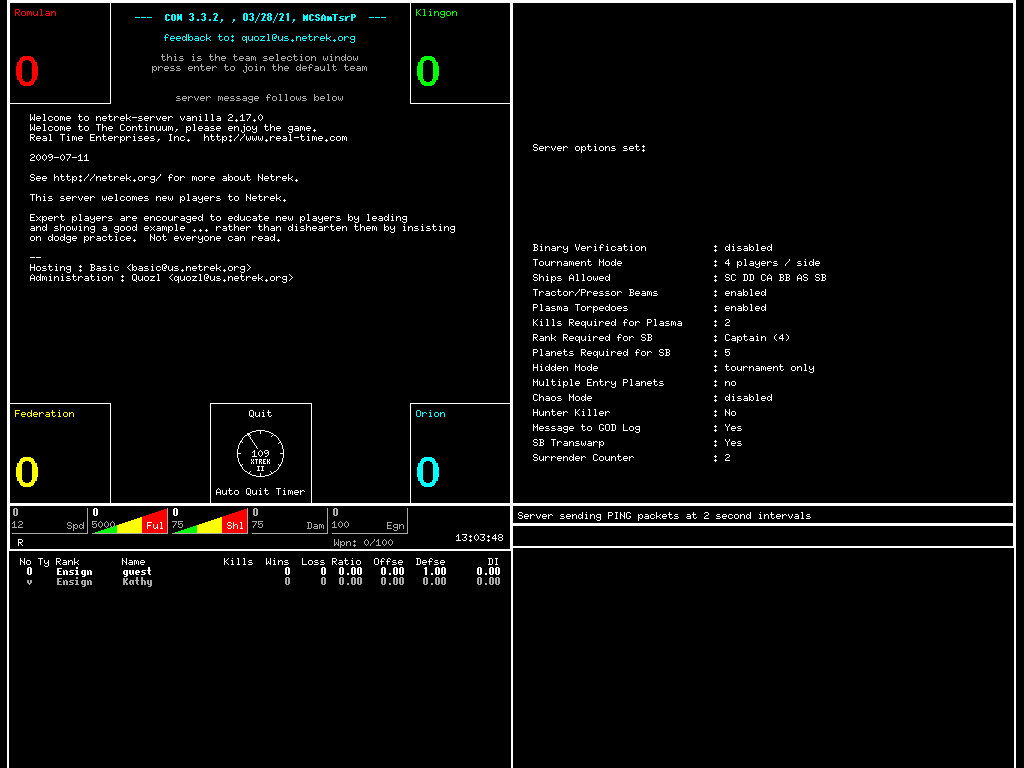 Romulan
0
--- COW 3.3.2, , 03/28/21, MCSAmTsrP ---
feedback to: quozl@us.netrek.org
this is the team selection window
press enter to join the default team
server message follows below
Klingon
0
Welcome to netrek-server vanilla 2.17.0
Welcome to The Continuum, please enjoy the game.
Real Time Enterprises, Inc.  http://www.real-time.com
2009-07-11
See http://netrek.org/ for more about Netrek.
This server welcomes new players to Netrek.
Expert players are encouraged to educate new players by leading
and showing a good example ... rather than dishearten them by insisting
on dodge practice.  Not everyone can read.
--
Hosting : Basic <basic@us.netrek.org>
Administration : Quozl <quozl@us.netrek.org>
Federation
0
Quit
109
XTREK
II
Auto Quit Timer
Orion
0
Server options set:
Binary Verification : disabled
Tournament Mode : 4 players / side
Ships Allowed : SC DD CA BB AS SB
Tractor/Pressor Beams : enabled
Plasma Torpedoes : enabled
Kills Required for Plasma : 2
Rank Required for SB : Captain (4)
Planets Required for SB : 5
Hidden Mode : tournament only
Multiple Entry Planets : no
Chaos Mode : disabled
Hunter Killer : No
Message to GOD Log : Yes
SB Transwarp : Yes
Surrender Counter : 2
0 0 0 0 0
12 Spd 5000 Ful 75 Shl 75 Dam 100 Egn
R Wpn: 0/100 13:03:48
Server sending PING packets at 2 second intervals
No Ty Rank Name Kills Wins Loss Ratio Offse Defse DI
0 Ensign guest 0 0 0.00 0.00 1.00 0.00
v Ensign Kathy 0 0 0.00 0.00 0.00 0.00